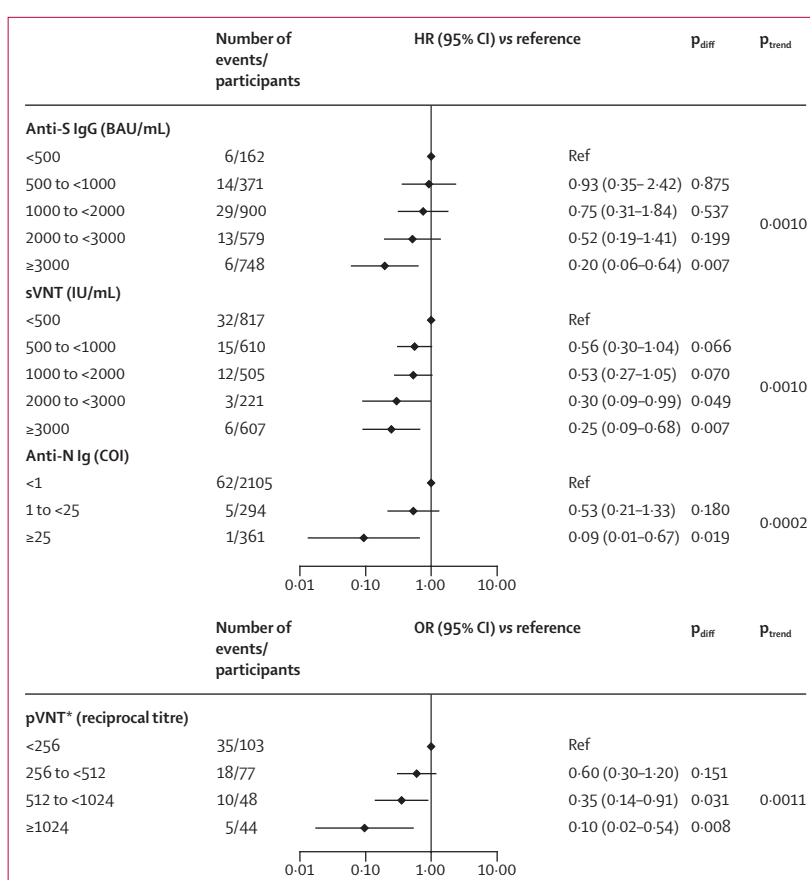 Number of events/participants HR (95% CI) vs reference pdiff ptrend
Anti-S IgG (BAU/mL)
<500 6/162 Ref
500 to <1000 14/371 0·93 (0·35–2·42) 0·875
1000 to <2000 29/900 0·75 (0·31–1·84) 0·537
0·0010
2000 to <3000 13/579 0·52 (0·19–1·41) 0·199
≥3000 6/748 0·20 (0·06–0·64) 0·007
sVNT (IU/mL)
<500 32/817 Ref
500 to <1000 15/610 0·56 (0·30–1·04) 0·066
1000 to <2000 12/505 0·53 (0·27–1·05) 0·070
0·0010
2000 to <3000 3/221 0·30 (0·09–0·99) 0·049
≥3000 6/607 0·25 (0·09–0·68) 0·007
Anti-N Ig (COI)
<1 62/2105 Ref
1 to <25 5/294 0·53 (0·21–1·33) 0·180
0·0002
≥25 1/361 0·09 (0·01–0·67) 0·019
0·01 0·10 1·00 10·00
Number of events/participants OR (95% CI) vs reference pdiff ptrend
pVNT* (reciprocal titre)
<256 35/103 Ref
256 to <512 18/77 0·60 (0·30–1·20) 0·151
512 to <1024 10/48 0·35 (0·14–0·91) 0·031 0·0011
≥1024 5/44 0·10 (0·02–0·54) 0·008
0·01 0·10 1·00 10·00